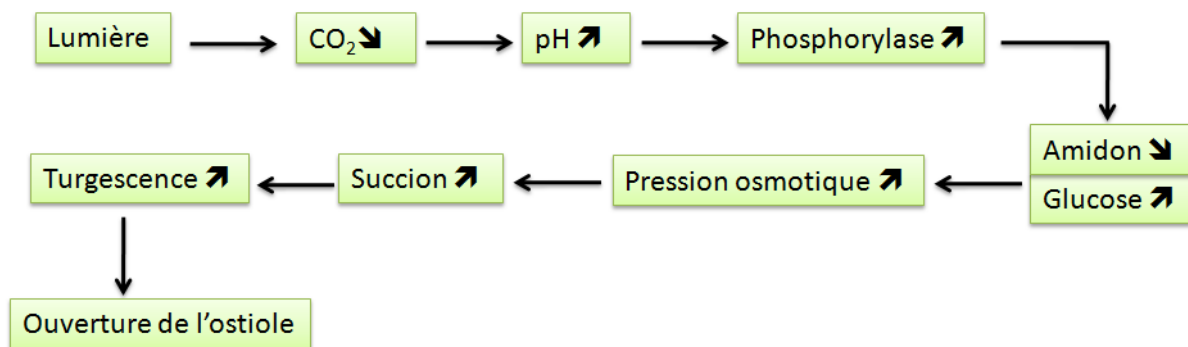 Lumière
CO₂ ⬊
pH ⬈
Phosphorylase ⬈
Amidon ⬊
Glucose ⬈
Pression osmotique ⬈
Succion ⬈
Turgescence ⬈
Ouverture de l'ostiole